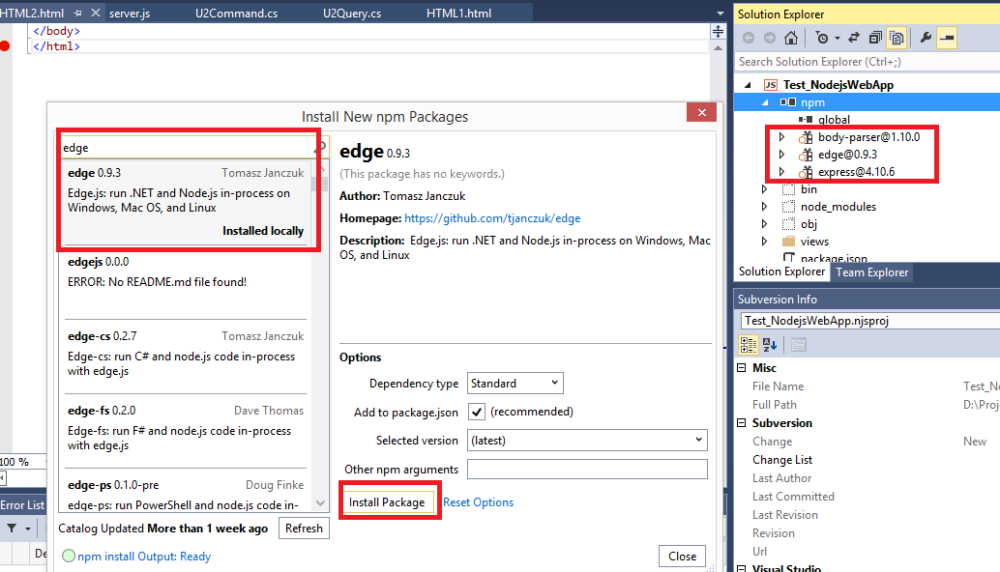 HTML2.html
server.js
U2Command.cs
U2Query.cs
HTML1.html
</body>
</html>
Install New npm Packages
edge
edge 0.9.3 Tomasz Janczuk
Edge.js: run .NET and Node.js in-process on
Windows, Mac OS, and Linux
Installed locally
edgejs 0.0.0
ERROR: No README.md file found!
edge-cs 0.2.7 Tomasz Janczuk
Edge-cs: run C# and node.js code in-process
with edge.js
edge-fs 0.2.0 Dave Thomas
Edge-fs: run F# and node.js code in-process
with edge.js
edge-ps 0.1.0-pre Doug Finke
edge-ps: run PowerShell and node.js code in-
Catalog Updated More than 1 week ago
Refresh
npm install Output: Ready
edge 0.9.3
(This package has no keywords.)
Author: Tomasz Janczuk
Homepage: https://github.com/tjanczuk/edge
Description: Edge.js: run .NET and Node.js in-process on Windows, Mac
OS, and Linux
Options
Dependency type Standard
Add to package.json (recommended)
Selected version (latest)
Other npm arguments
Install Package
Reset Options
Close
100 %
Error List
De
Solution Explorer
Search Solution Explorer (Ctrl+;)
JS Test_NodejsWebApp
npm
global
body-parser@1.10.0
edge@0.9.3
express@4.10.6
bin
node_modules
obj
views
package.json
Solution Explorer
Team Explorer
Subversion Info
Test_NodejsWebApp.njsproj
Misc
File Name Test_No
Full Path D:\Proj
Subversion
Change New
Change List
Last Author
Last Committed
Last Revision
Revision
Url
Visual Studio